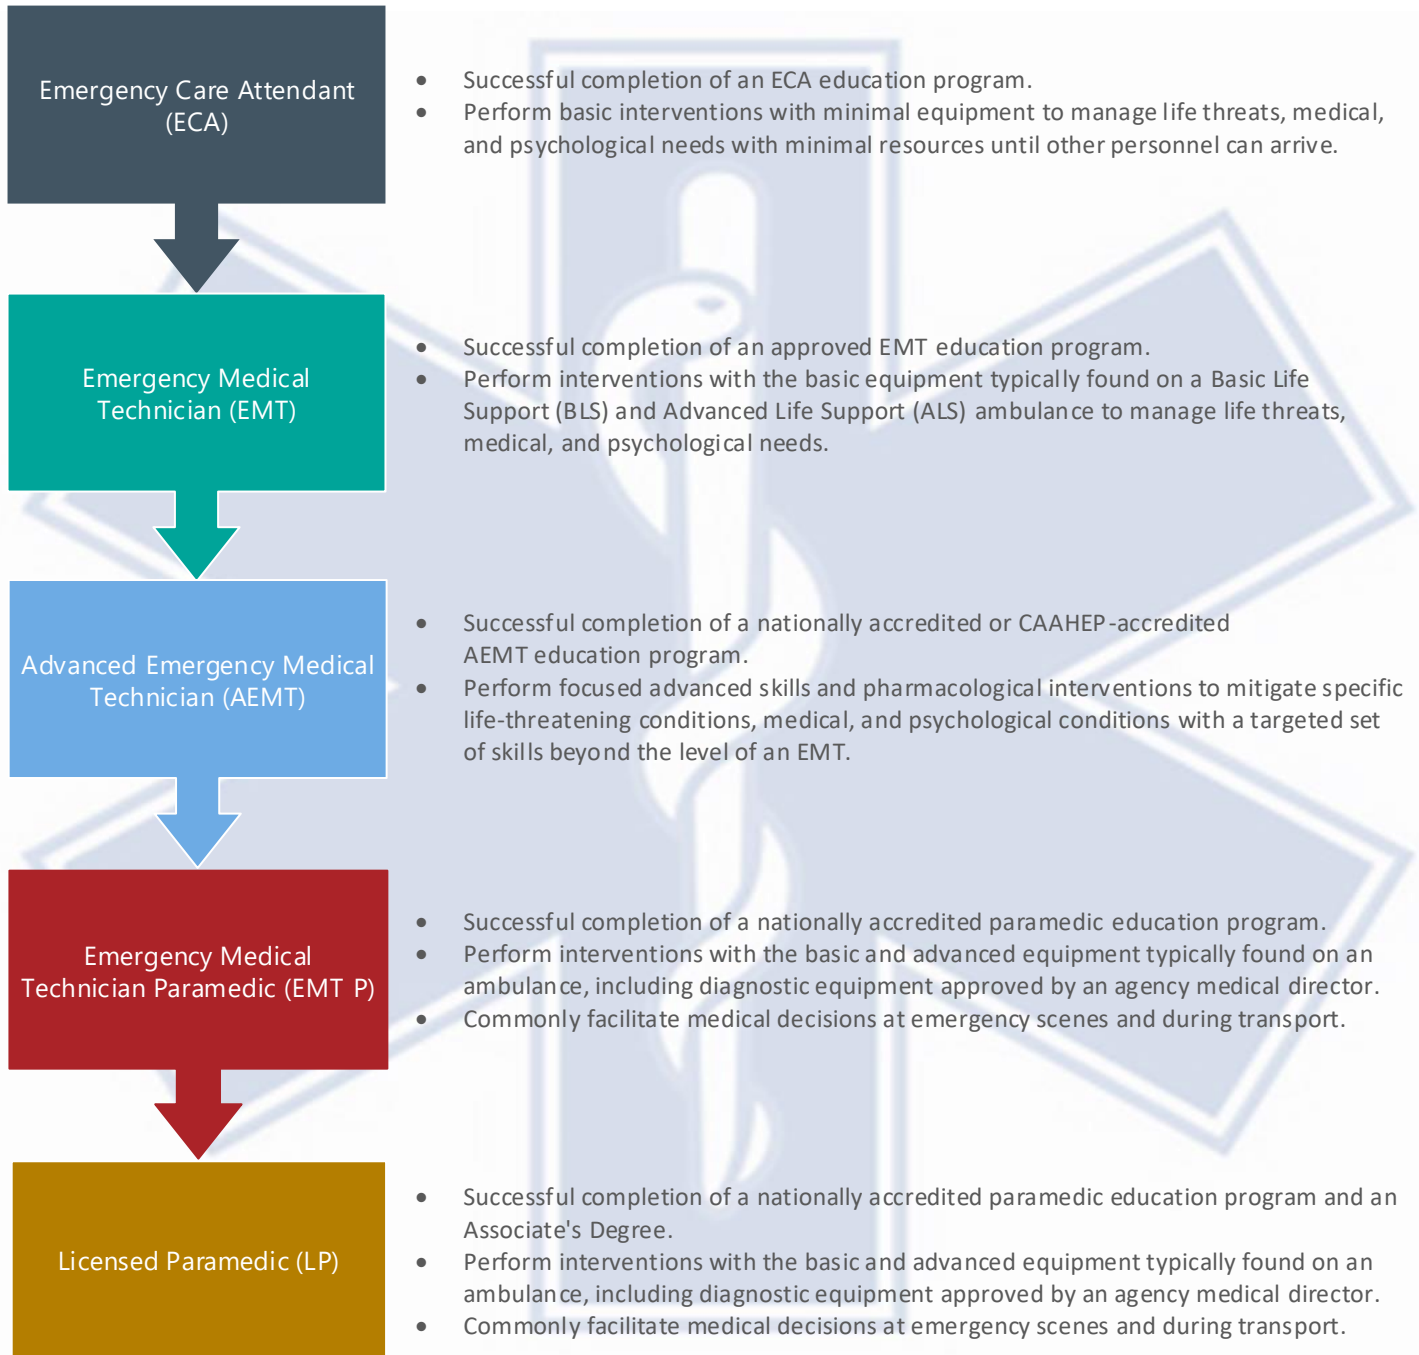 Emergency Care Attendant
(ECA)
• Successful completion of an ECA education program.
• Perform basic interventions with minimal equipment to manage life threats, medical,
and psychological needs with minimal resources until other personnel can arrive.
Emergency Medical
Technician (EMT)
• Successful completion of an approved EMT education program.
• Perform interventions with the basic equipment typically found on a Basic Life
Support (BLS) and Advanced Life Support (ALS) ambulance to manage life threats,
medical, and psychological needs.
Advanced Emergency Medical
Technician (AEMT)
• Successful completion of a nationally accredited or CAAHEP-accredited
AEMT education program.
• Perform focused advanced skills and pharmacological interventions to mitigate specific
life-threatening conditions, medical, and psychological conditions with a targeted set
of skills beyond the level of an EMT.
Emergency Medical
Technician Paramedic (EMT P)
• Successful completion of a nationally accredited paramedic education program.
• Perform interventions with the basic and advanced equipment typically found on an
ambulance, including diagnostic equipment approved by an agency medical director.
• Commonly facilitate medical decisions at emergency scenes and during transport.
Licensed Paramedic (LP)
• Successful completion of a nationally accredited paramedic education program and an
Associate's Degree.
• Perform interventions with the basic and advanced equipment typically found on an
ambulance, including diagnostic equipment approved by an agency medical director.
• Commonly facilitate medical decisions at emergency scenes and during transport.